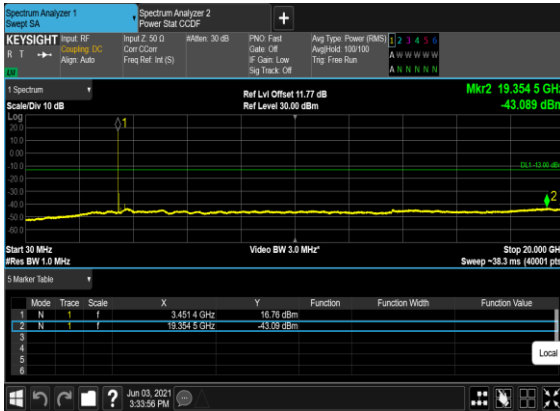 Spectrum Analyzer 1
Swept SA
Spectrum Analyzer 2
Power Stat CCDF
KEYSIGHT
R T
Input: RF
Coupling: DC
Align: Auto
Input Z: 50 Ω
Corr CCorr
Freq Ref: Int (S)
#Atten: 30 dB
PNO: Fast
Gate: Off
IF Gain: Low
Sig Track: Off
Avg Type: Power (RMS)
Avg|Hold: 100/100
Trig: Free Run
1 2 3 4 5 6
A W W W W W
A N N N N N
1 Spectrum
Scale/Div 10 dB
Log
Ref Lvl Offset 11.77 dB
Ref Level 30.00 dBm
Mkr2 19.354 5 GHz
-43.089 dBm
20.0
10.0
0.00
-10.0
-20.0
-30.0
-40.0
-50.0
-60.0
1
DL1 -13.00 dBm
2
Start 30 MHz
#Res BW 1.0 MHz
Video BW 3.0 MHz*
Stop 20.000 GHz
Sweep ~38.3 ms (40001 pts)
5 Marker Table
Mode Trace Scale X Y Function Function Width Function Value
1 N 1 f 3.451 4 GHz 16.76 dBm
2 N 1 f 19.354 5 GHz -43.09 dBm
3
4
5
6
Local
?
Jun 03, 2021
3:33:56 PM